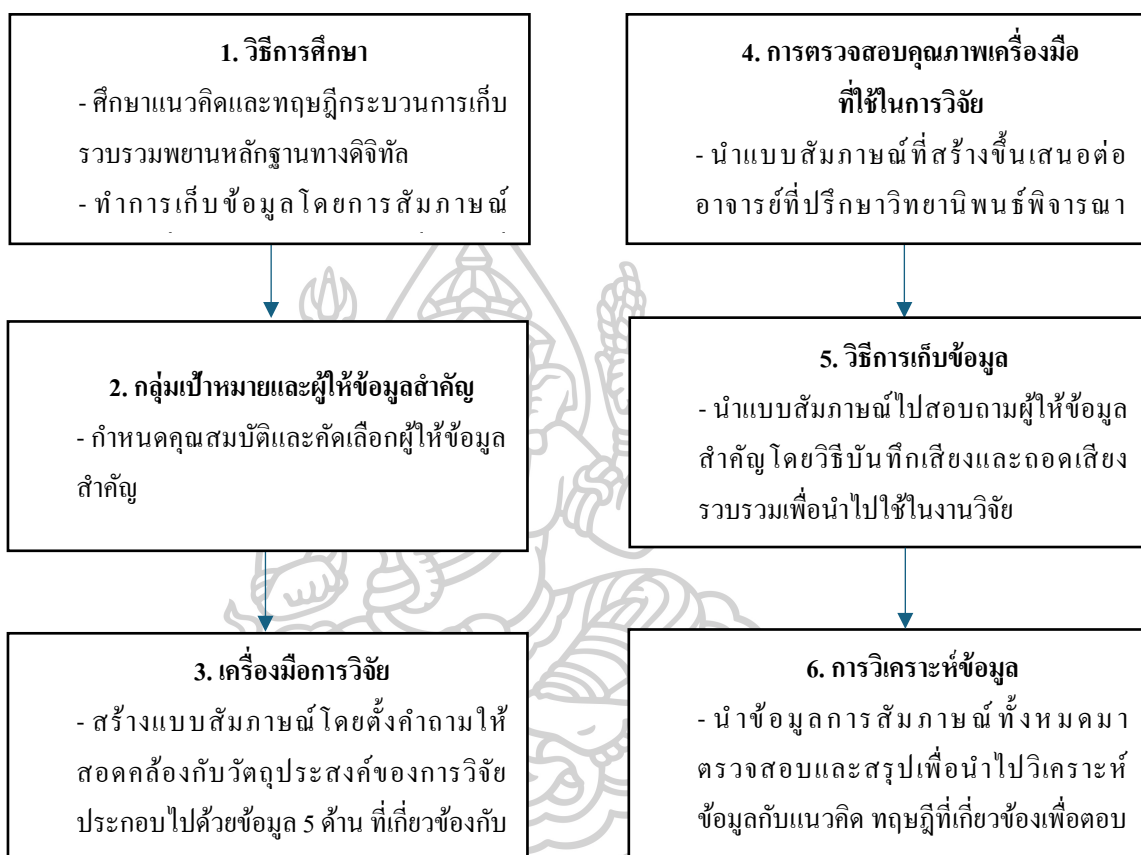 1. วิธีการศึกษา
- ศึกษาแนวคิดและทฤษฎีกระบวนการเก็บ
รวบรวมพยานหลักฐานทางดิจิทัล
- ทำการเก็บข้อมูลโดยการสัมภาษณ์
2. กลุ่มเป้าหมายและผู้ให้ข้อมูลสำคัญ
- กำหนดคุณสมบัติและคัดเลือกผู้ให้ข้อมูล
สำคัญ
3. เครื่องมือการวิจัย
- สร้างแบบสัมภาษณ์โดยตั้งคำถามให้
สอดคล้องกับวัตถุประสงค์ของการวิจัย
ประกอบไปด้วยข้อมูล 5 ด้าน ที่เกี่ยวข้องกับ
4. การตรวจสอบคุณภาพเครื่องมือ
ที่ใช้ในการวิจัย
- นำแบบสัมภาษณ์ที่สร้างขึ้นเสนอต่อ
อาจารย์ที่ปรึกษาวิทยานิพนธ์พิจารณา
5. วิธีการเก็บข้อมูล
- นำแบบสัมภาษณ์ไปสอบถามผู้ให้ข้อมูล
สำคัญโดยวิธีบันทึกเสียงและถอดเสียง
รวบรวมเพื่อนำไปใช้ในงานวิจัย
6. การวิเคราะห์ข้อมูล
- นำข้อมูลการสัมภาษณ์ทั้งหมดมา
ตรวจสอบและสรุปเพื่อนำไปวิเคราะห์
ข้อมูลกับแนวคิด ทฤษฎีที่เกี่ยวข้องเพื่อตอบ